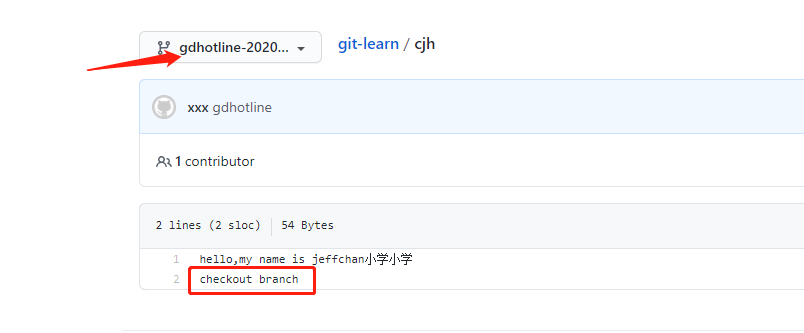 gdhotline-2020...
git-learn / cjh
xxx gdhotline
1 contributor
2 lines (2 sloc) 54 Bytes
1 hello,my name is jeffchan小学小学
2 checkout branch